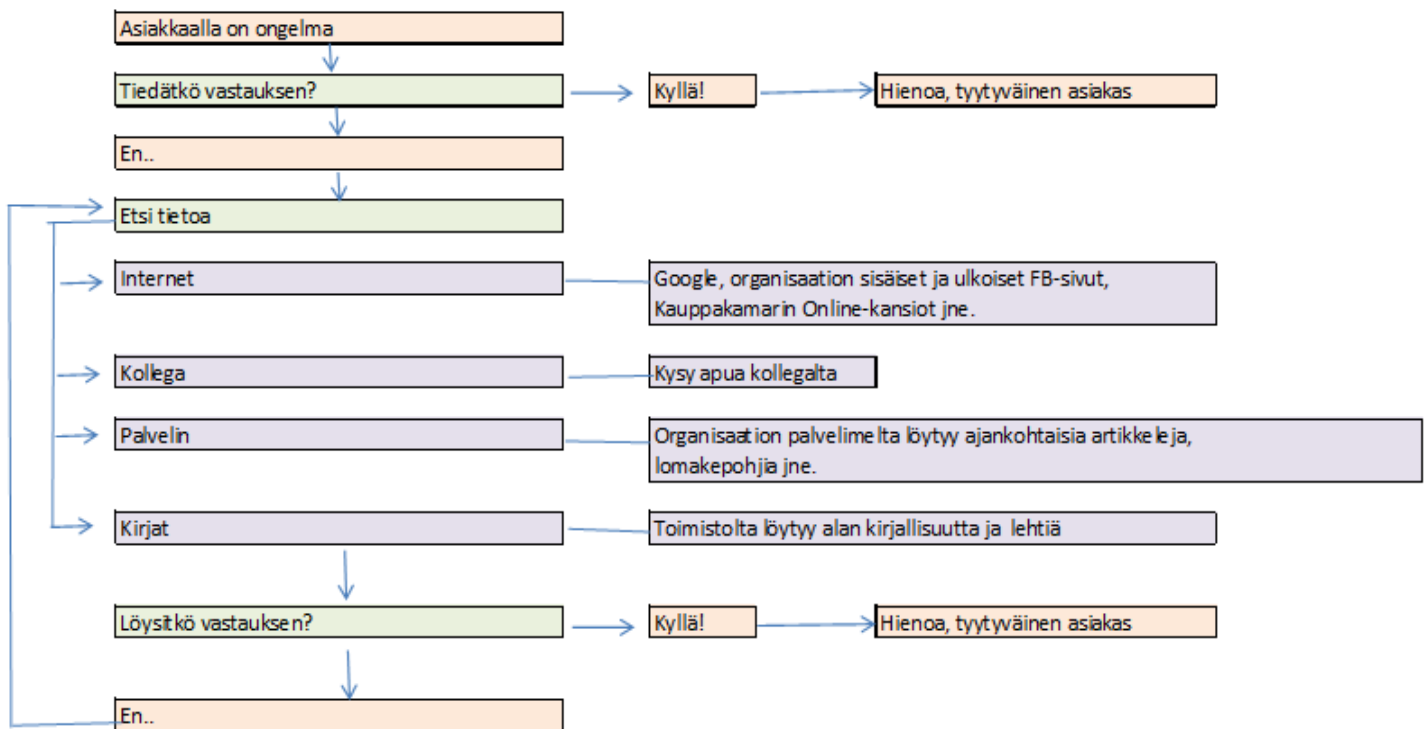 Asiakkaalla on ongelma
Tiedätkö vastauksen?
Kyllä!
Hienoa, tyytyväinen asiakas
En..
Etsi tietoa
Internet
Google, organisaation sisäiset ja ulkoiset FB-sivut,
Kauppakamarin Online-kansiot jne.
Kollega
Kysy apua kollegalta
Palvelin
Organisaation palvelimelta löytyy ajankohtaisia artikkeleja,
lomakepohjia jne.
Kirjat
Toimistolta löytyy alan kirjallisuutta ja lehtiä
Löysitkö vastauksen?
Kyllä!
Hienoa, tyytyväinen asiakas
En..